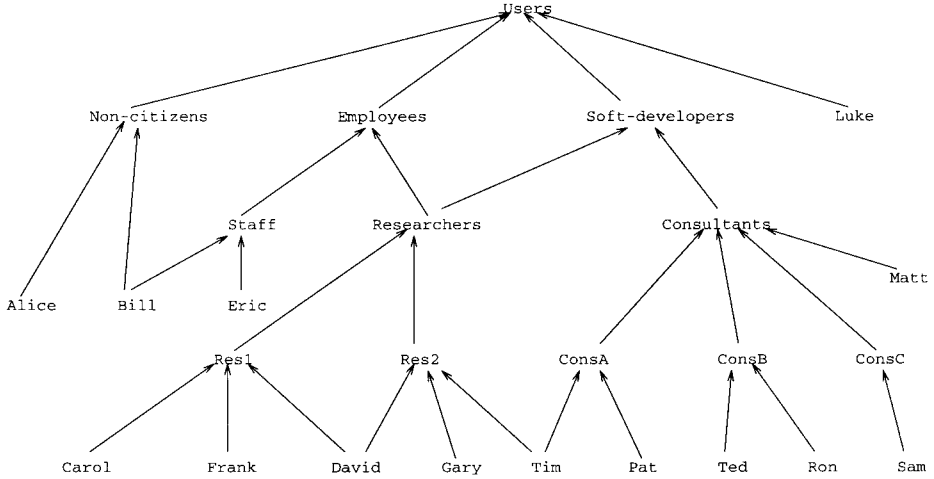 Users
Non-citizens Employees Soft-developers Luke
Staff Researchers Consultants
Matt
Alice Bill Eric
Res1 Res2 ConsA ConsB ConsC
Carol Frank David Gary Tim Pat Ted Ron Sam